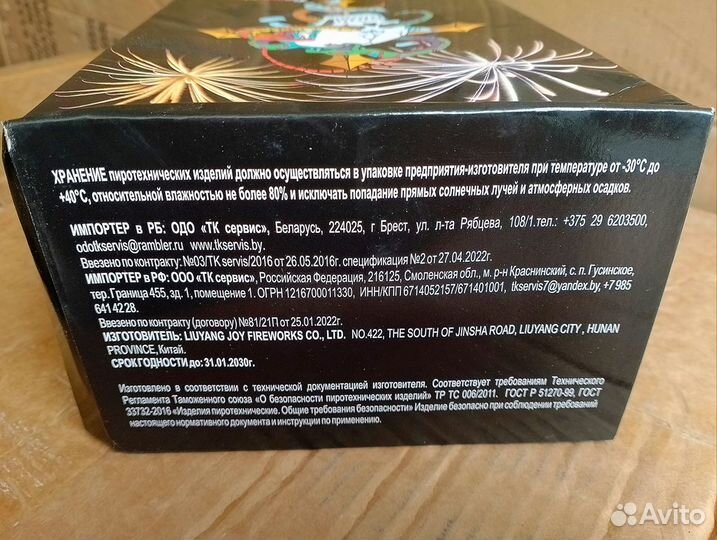 ХРАНЕНИЕ пиротехнических изделий должно осуществляться в упаковке предприятия-изготовителя при температуре от -30°С до
+40°С, относительной влажностью не более 80% и исключать попадание прямых солнечных лучей и атмосферных осадков.
ИМПОРТЕР в РБ: ОДО «ТК сервис», Беларусь, 224025, г Брест, ул. л-та Рябцева, 108/1.тел.: +375 29 6203500,
odotkservis@rambler.ru www.tkservis.by.
Ввезено по контракту: №03/TK servis/2016 от 26.05.2016г. спецификация №2 от 27.04.2022г.
ИМПОРТЕР в РФ: ООО «ТК сервис», Российская Федерация, 216125, Смоленская обл., м. р-н Краснинский, с. п. Гусинское,
тер. Граница 455, зд. 1, помещение 1. ОГРН 1216700011330, ИНН/КПП 6714052157/671401001, tkservis7@yandex.by, +7 985
641 42 28.
Ввезено по контракту (договору) №81/21П от 25.01.2022г.
ИЗГОТОВИТЕЛЬ: LIUYANG JOY FIREWORKS CO., LTD. NO.422, THE SOUTH OF JINSHA ROAD, LIUYANG CITY, HUNAN
PROVINCE, Китай.
СРОК ГОДНОСТИ до: 31.01.2030г.
Изготовлено в соответствии с технической документацией изготовителя. Соответствует требованиям Технического
Регламента Таможенного союза «О безопасности пиротехнических изделий» ТР ТС 006/2011. ГОСТ Р 51270-99, ГОСТ
33732-2016 «Изделия пиротехнические. Общие требования безопасности» Изделие безопасно при соблюдении требований
настоящего нормативного документа и инструкции по применению.
Avito